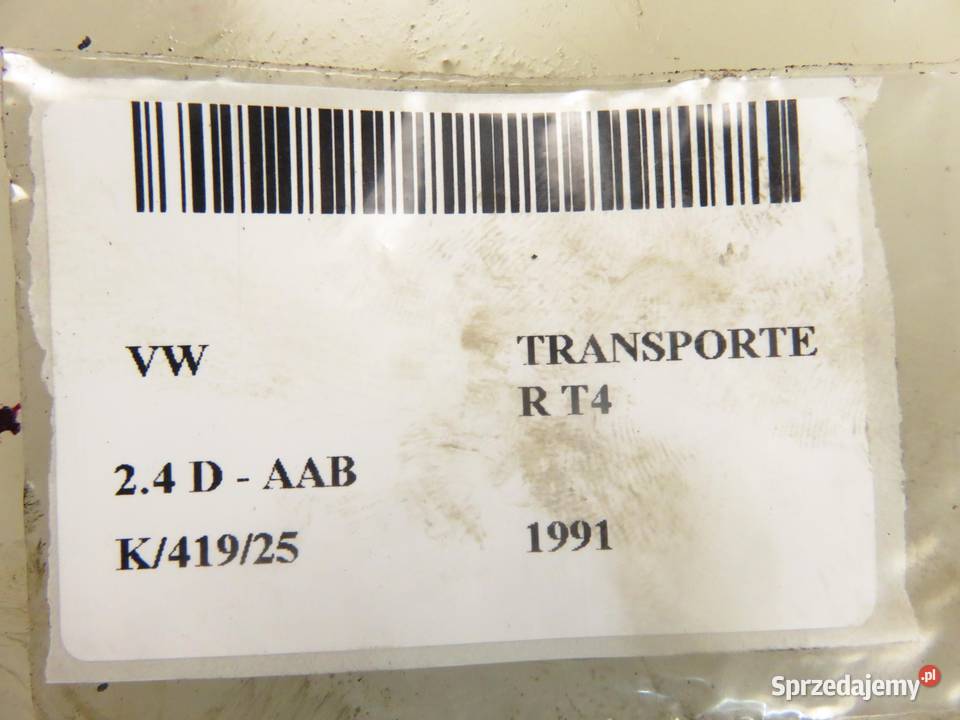 VW
TRANSPORTE
R T4
2.4 D - AAB
K/419/25
1991
Sprzedajemy.pl